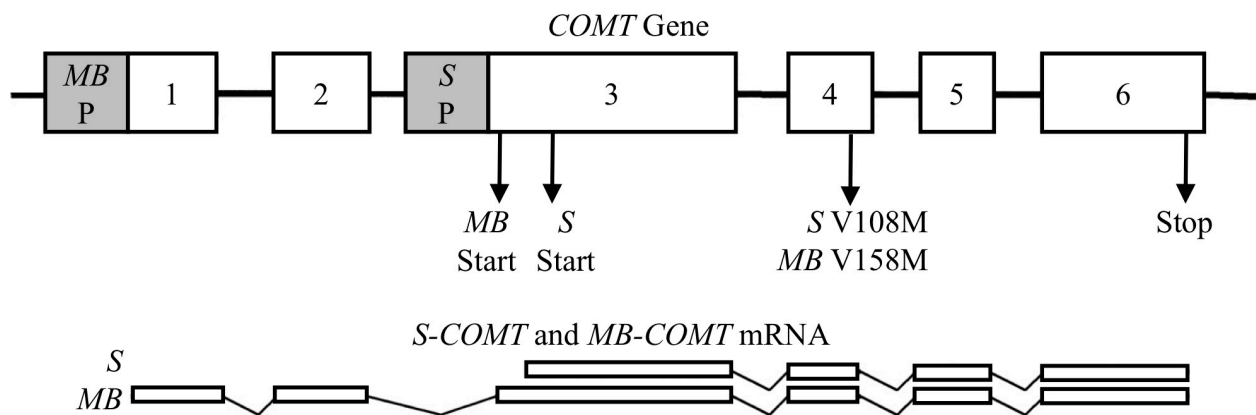 COMT Gene
MB P
1
2
S P
3
4
5
6
MB Start
S Start
S V108M
MB V158M
Stop
S-COMT and MB-COMT mRNA
S
MB